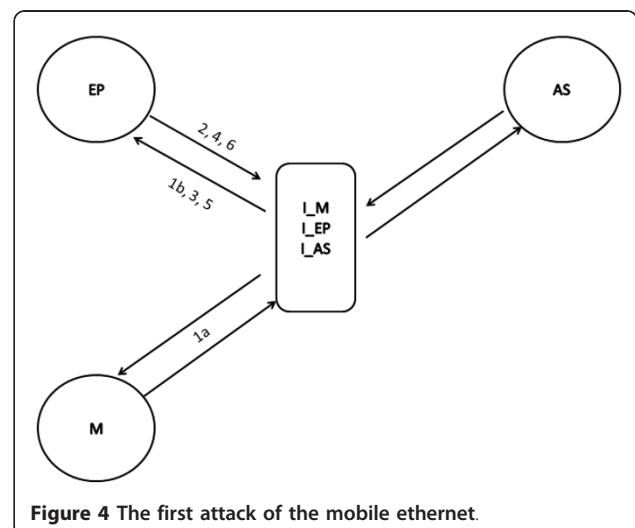 EP
AS
2, 4, 6
1b, 3, 5
I_M
I_EP
I_AS
1a
M
Figure 4 The first attack of the mobile ethernet.